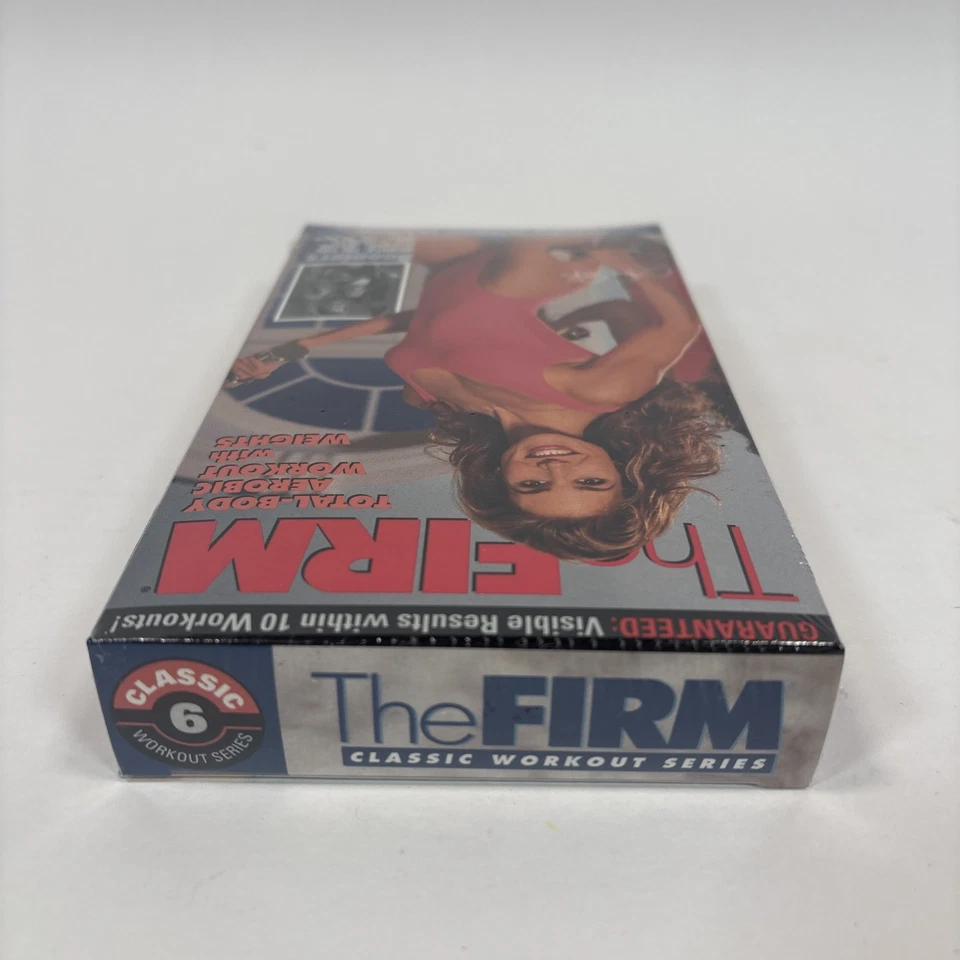 GUARANTEED: Visible Results within 10 Workouts!
The
FIRM®
TOTAL-BODY
AEROBIC
WORKOUT
with
WEIGHTS
CLASSIC
6
WORKOUT SERIES
The FIRM
CLASSIC WORKOUT SERIES